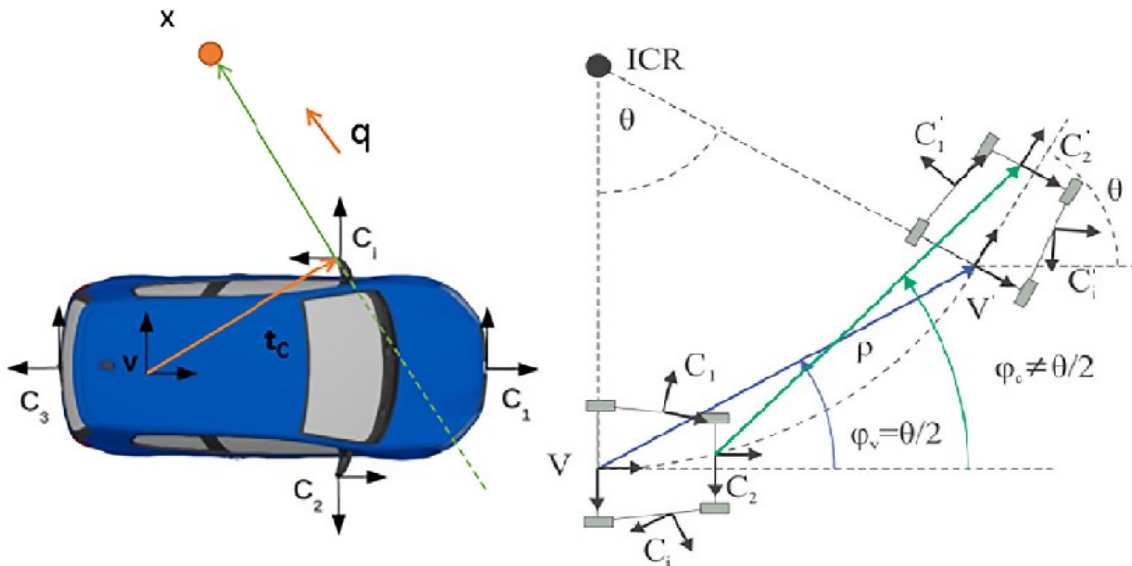 x
q
C_i
V
t_C
C_3
C_1
C_2
ICR
θ
C'_1
C'_2
θ
C'_i
V'
ρ
φ_c≠θ/2
C_1
φ_v=θ/2
V
C_2
C_i